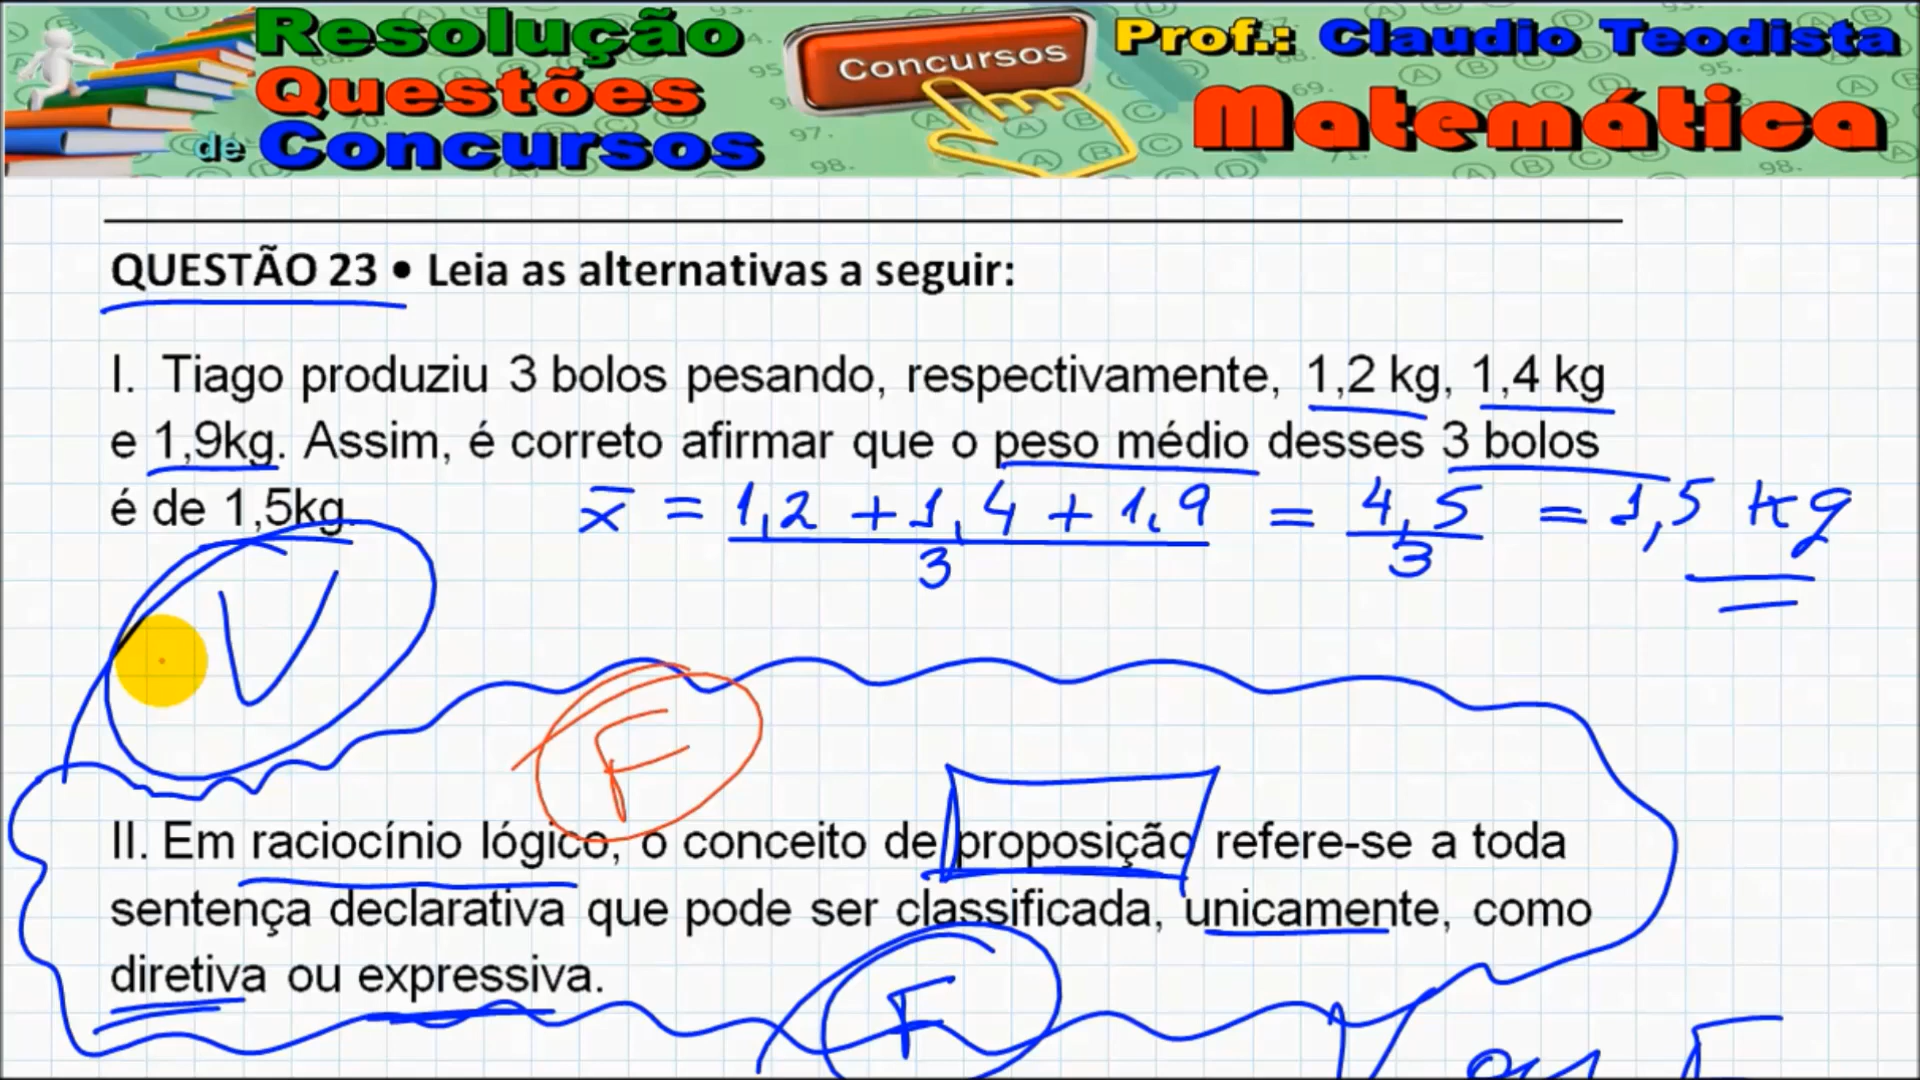 Resolução
Questões
de Concursos
Concursos
Prof.: Claudio Teodista
Matemática
QUESTÃO 23 • Leia as alternativas a seguir:
I. Tiago produziu 3 bolos pesando, respectivamente, 1,2 kg, 1,4 kg
e 1,9kg. Assim, é correto afirmar que o peso médio desses 3 bolos
é de 1,5kg.
x̄ = 1,2 + 1,4 + 1,9 / 3 = 4,5 / 3 = 1,5 kg
V
F
II. Em raciocínio lógico, o conceito de proposição refere-se a toda
sentença declarativa que pode ser classificada, unicamente, como
diretiva ou expressiva.
F
V ou F